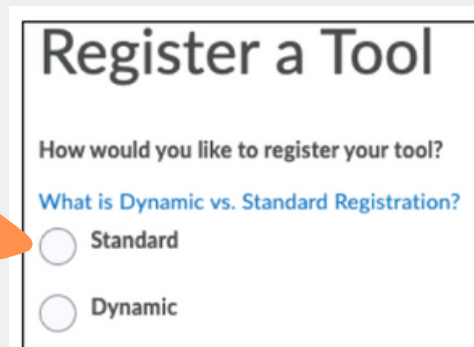 Register a Tool
How would you like to register your tool?
What is Dynamic vs. Standard Registration?
Standard
Dynamic